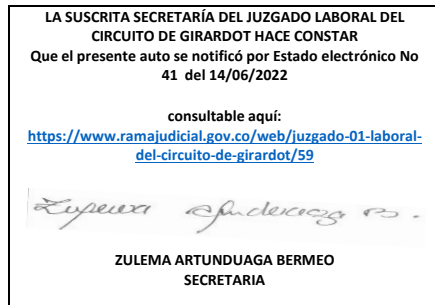 LA SUSCRITA SECRETARÍA DEL JUZGADO LABORAL DEL
CIRCUITO DE GIRARDOT HACE CONSTAR
Que el presente auto se notificó por Estado electrónico No
41 del 14/06/2022
consultable aquí:
https://www.ramajudicial.gov.co/web/juzgado-01-laboral-
del-circuito-de-girardot/59
ZULEMA ARTUNDUAGA BERMEO
SECRETARIA